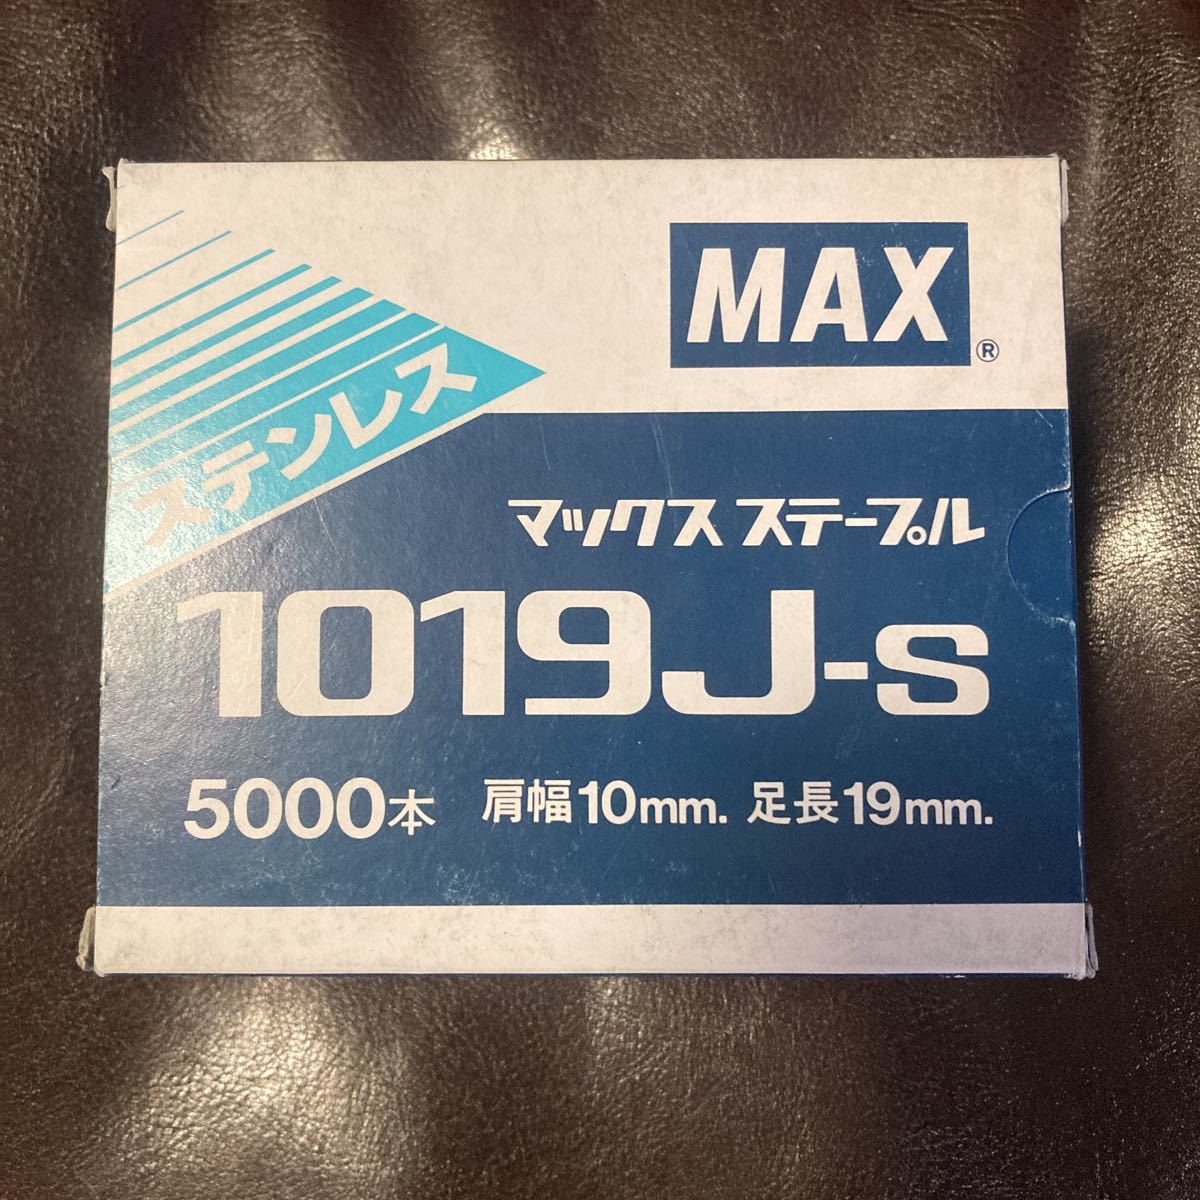 MAX®
ステンレス
マックス ステープル
1019J-S
5000本 肩幅10mm. 足長19mm.